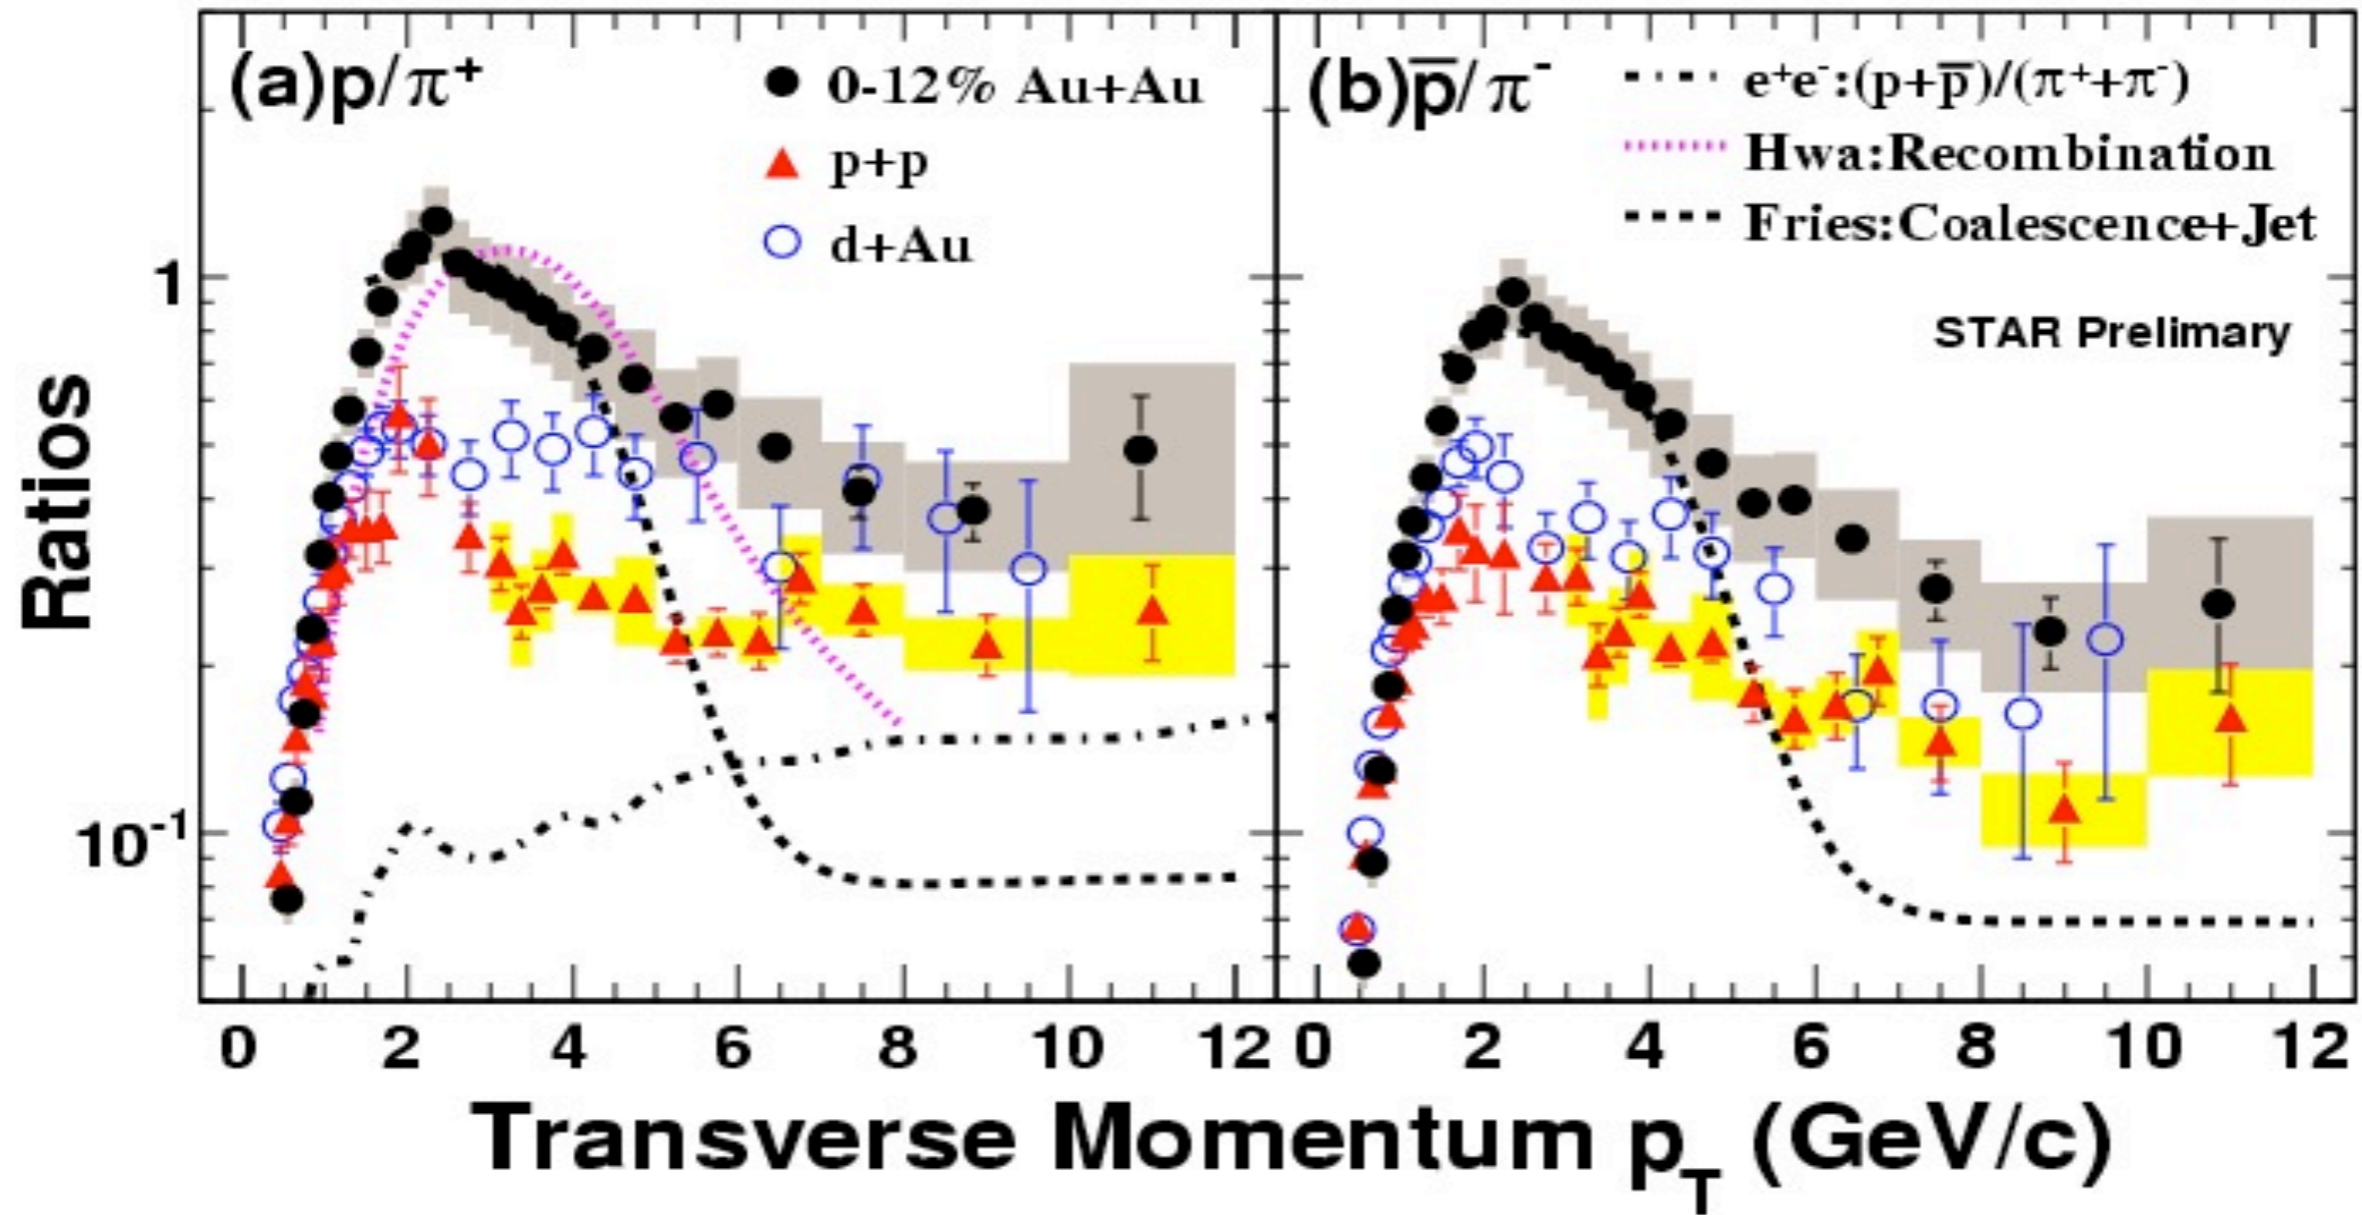 Ratios
1
10⁻¹
(a)p/π⁺
0-12% Au+Au
p+p
d+Au
(b)p̅/π⁻
e⁺e⁻:(p+p̅)/(π⁺+π⁻)
Hwa:Recombination
Fries:Coalescence+Jet
STAR Prelimary
0 2 4 6 8 10 12
0 2 4 6 8 10 12
Transverse Momentum p_T (GeV/c)